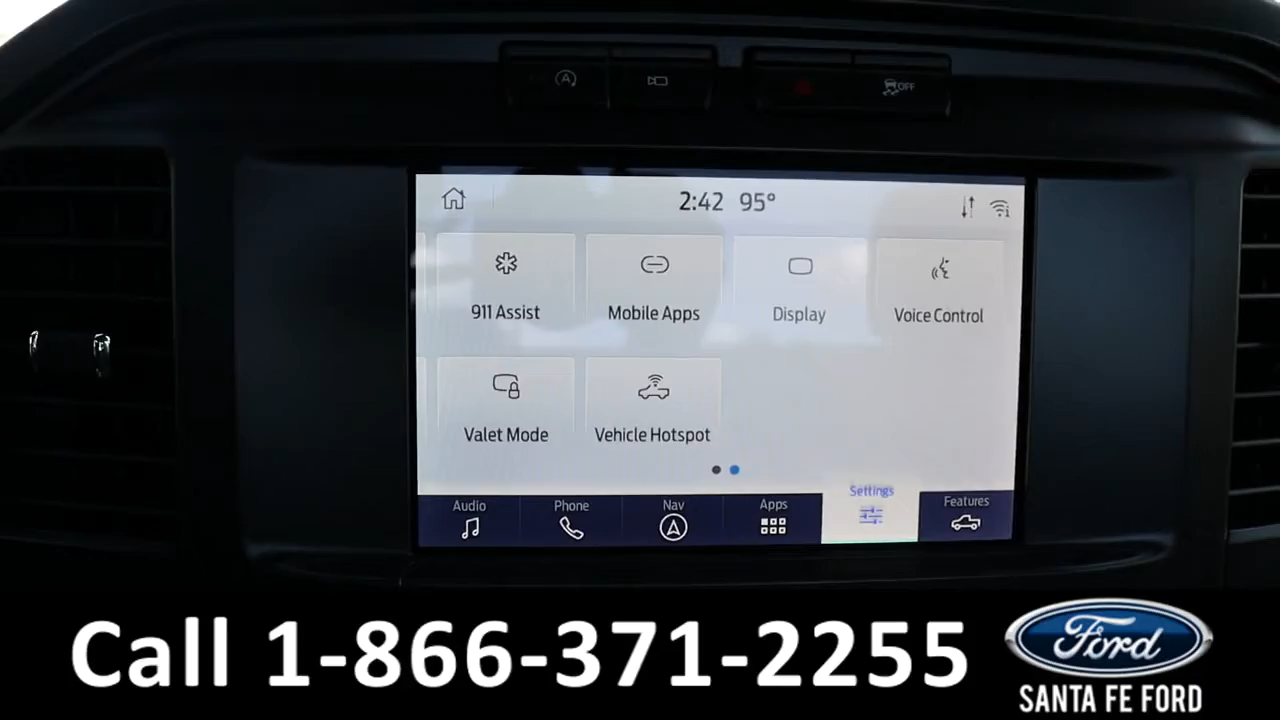 OFF
2:42 95°
911 Assist Mobile Apps Display Voice Control
Valet Mode Vehicle Hotspot
Audio Phone Nav Apps Settings Features
Call 1-866-371-2255
Ford
SANTA FE FORD